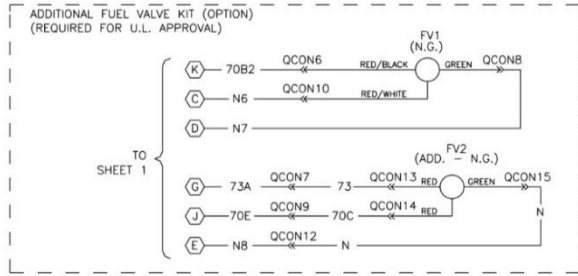 ADDITIONAL FUEL VALVE KIT (OPTION)
(REQUIRED FOR U.L. APPROVAL)
FV1
(N.G.)
K 70B2 QCON6 RED/BLACK GREEN QCON8
C N6 QCON10 RED/WHITE
D N7
TO
SHEET 1
FV2
(ADD. - N.G.)
G 73A QCON7 73 QCON13 RED GREEN QCON15
J 70E QCON9 70C QCON14 RED
N
E N8 QCON12 N